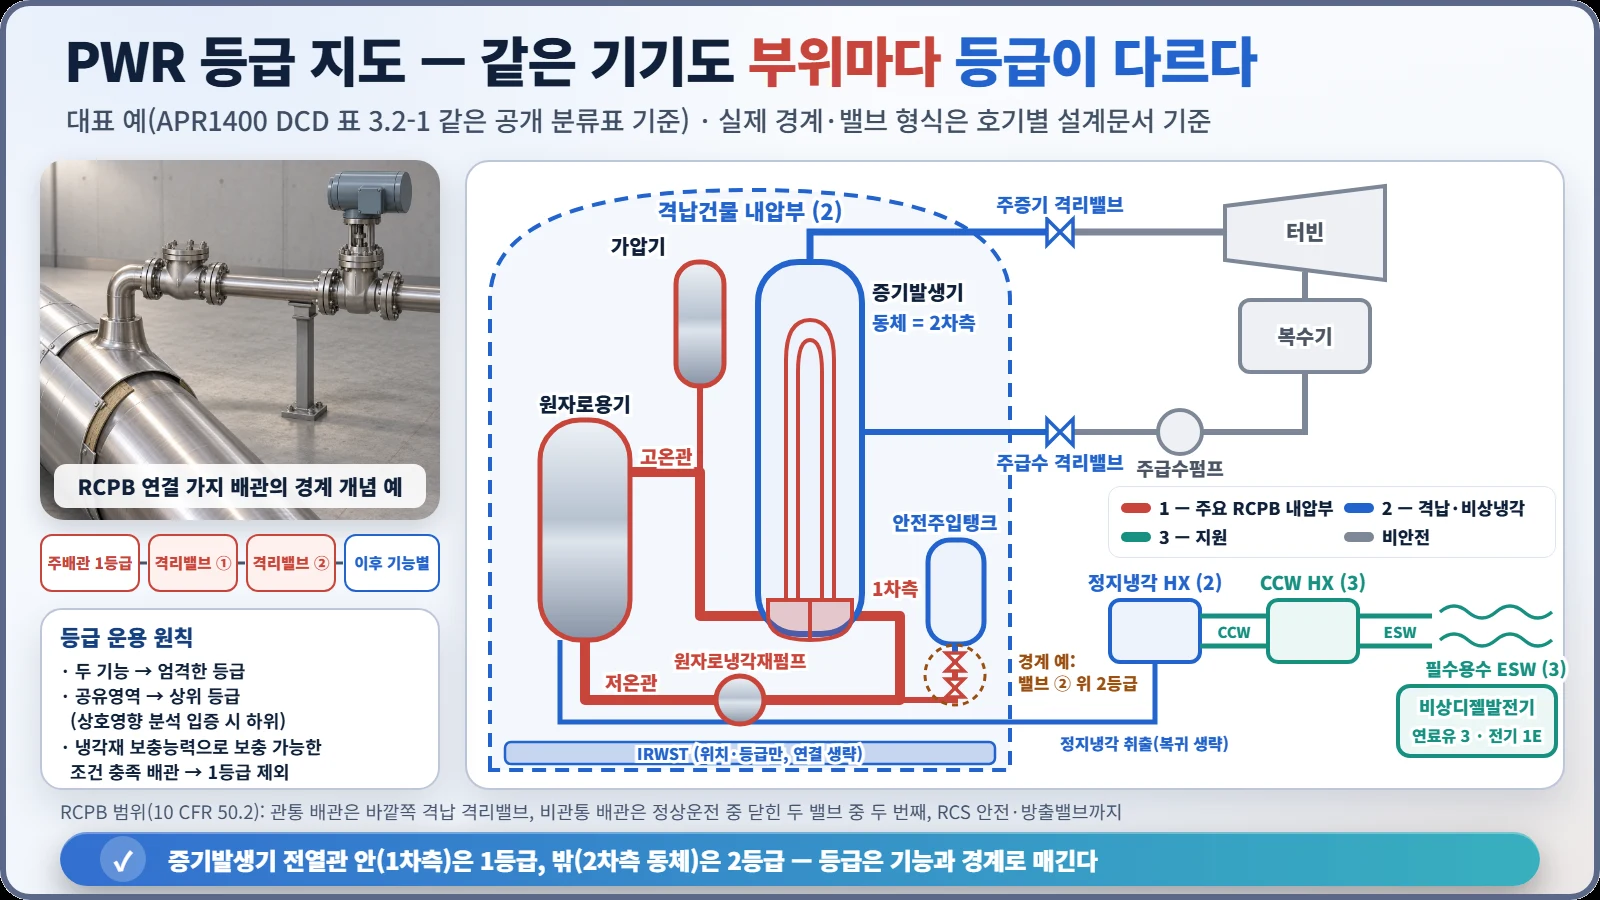 PWR 등급 지도 — 같은 기기도 부위마다 등급이 다르다
대표 예(APR1400 DCD 표 3.2-1 같은 공개 분류표 기준) · 실제 경계·밸브 형식은 호기별 설계문서 기준
RCPB 연결 가지 배관의 경계 개념 예
주배관 1등급
격리밸브 ①
격리밸브 ②
이후 기능별
등급 운용 원칙
· 두 기능 → 엄격한 등급
· 공유영역 → 상위 등급
(상호영향 분석 입증 시 하위)
· 냉각재 보충능력으로 보충 가능한
조건 충족 배관 → 1등급 제외
격납건물 내압부 (2)
가압기
증기발생기
동체 = 2차측
원자로용기
고온관
안전주입탱크
1차측
원자로냉각재펌프
저온관
경계 예:
밸브 ② 위 2등급
IRWST (위치·등급만, 연결 생략)
주증기 격리밸브
터빈
복수기
주급수 격리밸브
주급수펌프
1 — 주요 RCPB 내압부
2 — 격납·비상냉각
3 — 지원
비안전
정지냉각 HX (2)
CCW HX (3)
CCW
ESW
필수용수 ESW (3)
비상디젤발전기
연료유 3 · 전기 1E
정지냉각 취출(복귀 생략)
RCPB 범위(10 CFR 50.2): 관통 배관은 바깥쪽 격납 격리밸브, 비관통 배관은 정상운전 중 닫힌 두 밸브 중 두 번째, RCS 안전·방출밸브까지
✓ 증기발생기 전열관 안(1차측)은 1등급, 밖(2차측 동체)은 2등급 — 등급은 기능과 경계로 매긴다